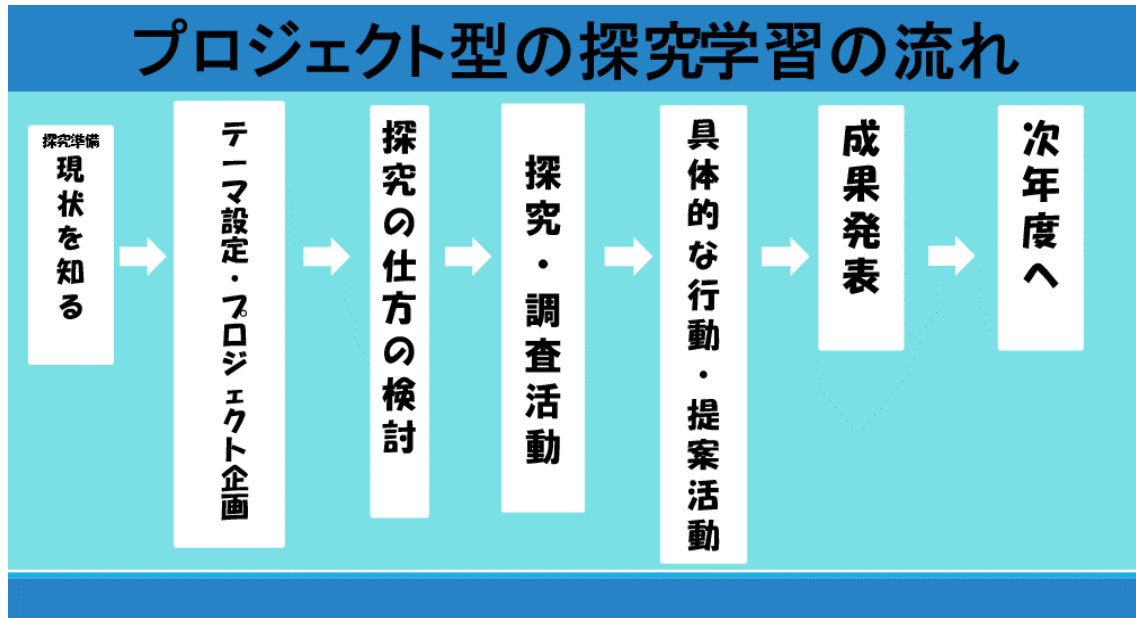 プロジェクト型の探究学習の流れ
探究準備
現状を知る
テーマ設定・プロジェクト企画
探究の仕方の検討
探究・調査活動
具体的な行動・提案活動
成果発表
次年度へ